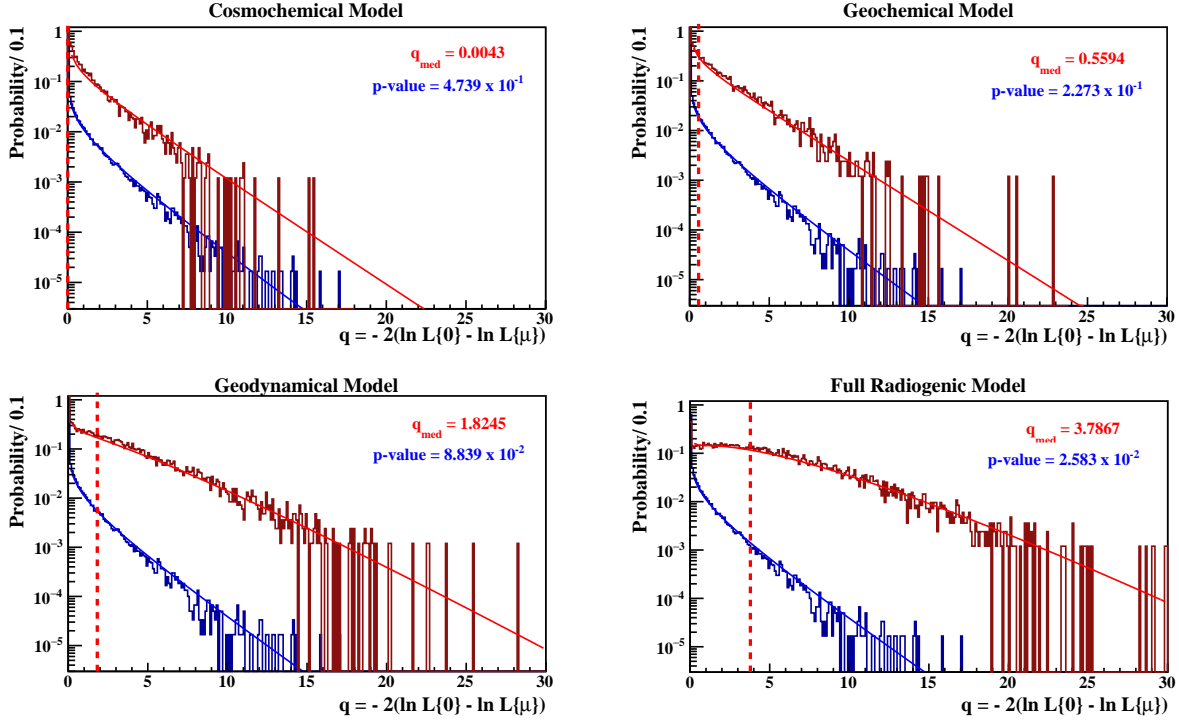 Cosmochemical Model
Probability/ 0.1
1
10-1
10-2
10-3
10-4
10-5
q_med = 0.0043
p-value = 4.739 x 10-1
0 5 10 15 20 25 30
q = - 2(ln L{0} - ln L{μ})
Geochemical Model
Probability/ 0.1
1
10-1
10-2
10-3
10-4
10-5
q_med = 0.5594
p-value = 2.273 x 10-1
0 5 10 15 20 25 30
q = - 2(ln L{0} - ln L{μ})
Geodynamical Model
Probability/ 0.1
1
10-1
10-2
10-3
10-4
10-5
q_med = 1.8245
p-value = 8.839 x 10-2
0 5 10 15 20 25 30
q = - 2(ln L{0} - ln L{μ})
Full Radiogenic Model
Probability/ 0.1
1
10-1
10-2
10-3
10-4
10-5
q_med = 3.7867
p-value = 2.583 x 10-2
0 5 10 15 20 25 30
q = - 2(ln L{0} - ln L{μ})